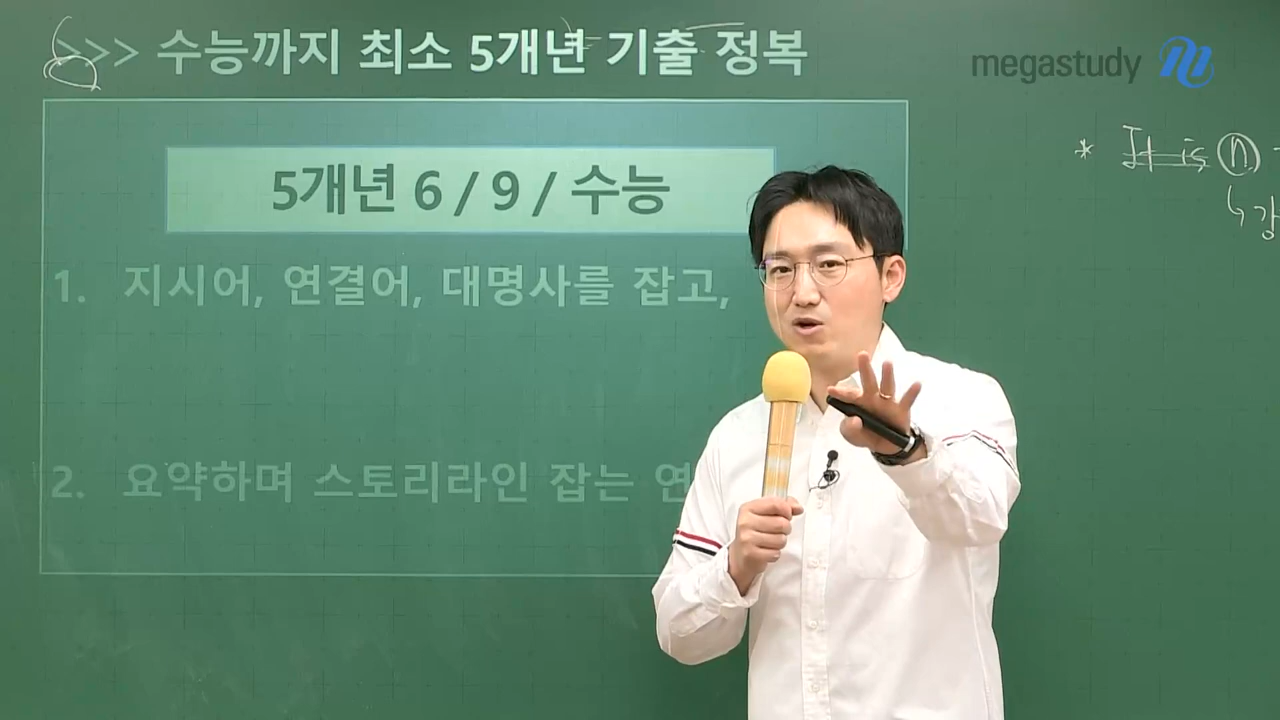 >>> 수능까지 최소 5개년 기출 정복
megastudy
5개년 6 / 9 / 수능
* It is n
↳ 강
1. 지시어, 연결어, 대명사를 잡고,
2. 요약하며 스토리라인 잡는 연